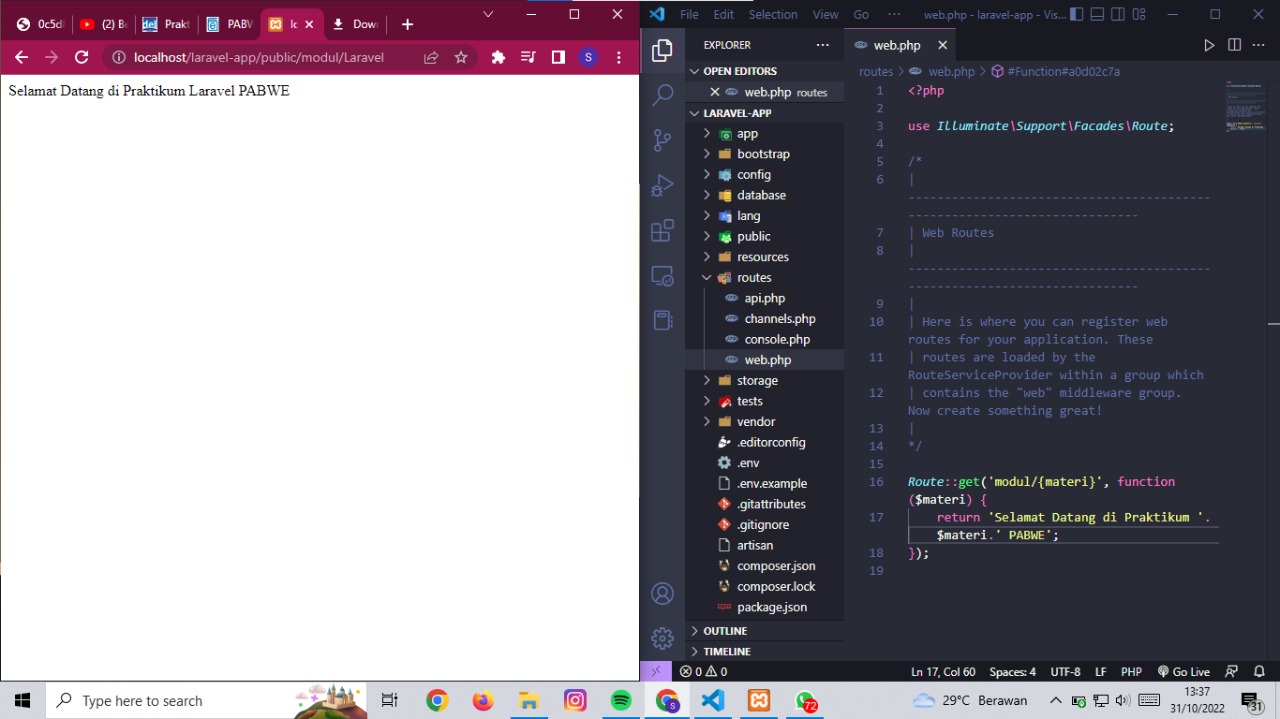 0c5d
(2) B
Prakt
PABV
lc
Dow
localhost/laravel-app/public/modul/Laravel
S
Selamat Datang di Praktikum Laravel PABWE
File Edit Selection View Go ··· web.php - laravel-app - Vis...
EXPLORER
OPEN EDITORS
web.php routes
LARAVEL-APP
app
bootstrap
config
database
lang
public
resources
routes
api.php
channels.php
console.php
web.php
storage
tests
vendor
.editorconfig
.env
.env.example
.gitattributes
.gitignore
artisan
composer.json
composer.lock
package.json
OUTLINE
TIMELINE
web.php
routes > web.php > #Function#a0d02c7a
1 <?php
2
3 use Illuminate\Support\Facades\Route;
4
5 /*
6 |
------------------------------------------
--------------------------------
7 | Web Routes
8 |
------------------------------------------
--------------------------------
9 |
10 | Here is where you can register web
routes for your application. These
11 | routes are loaded by the
RouteServiceProvider within a group which
12 | contains the "web" middleware group.
Now create something great!
13 |
14 */
15
16 Route::get('modul/{materi}', function
($materi) {
17 return 'Selamat Datang di Praktikum '.
$materi.' PABWE';
18 });
19
0 0 Ln 17, Col 60 Spaces: 4 UTF-8 LF PHP Go Live
Type here to search
S
72
29°C Berawan
13:37
31/10/2022
31